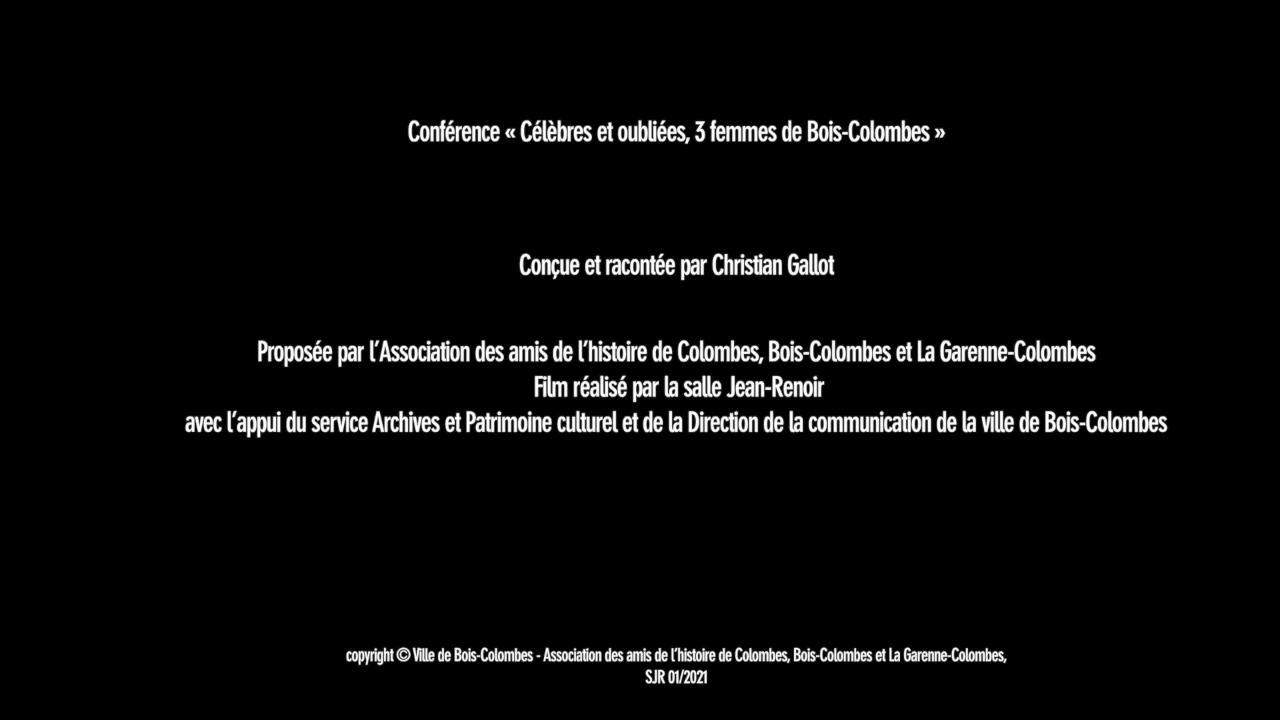 Conférence « Célèbres et oubliées, 3 femmes de Bois-Colombes »
Conçue et racontée par Christian Gallot
Proposée par l'Association des amis de l'histoire de Colombes, Bois-Colombes et La Garenne-Colombes
Film réalisé par la salle Jean-Renoir
avec l'appui du service Archives et Patrimoine culturel et de la Direction de la communication de la ville de Bois-Colombes
copyright © Ville de Bois-Colombes - Association des amis de l'histoire de Colombes, Bois-Colombes et La Garenne-Colombes,
SJR 01/2021